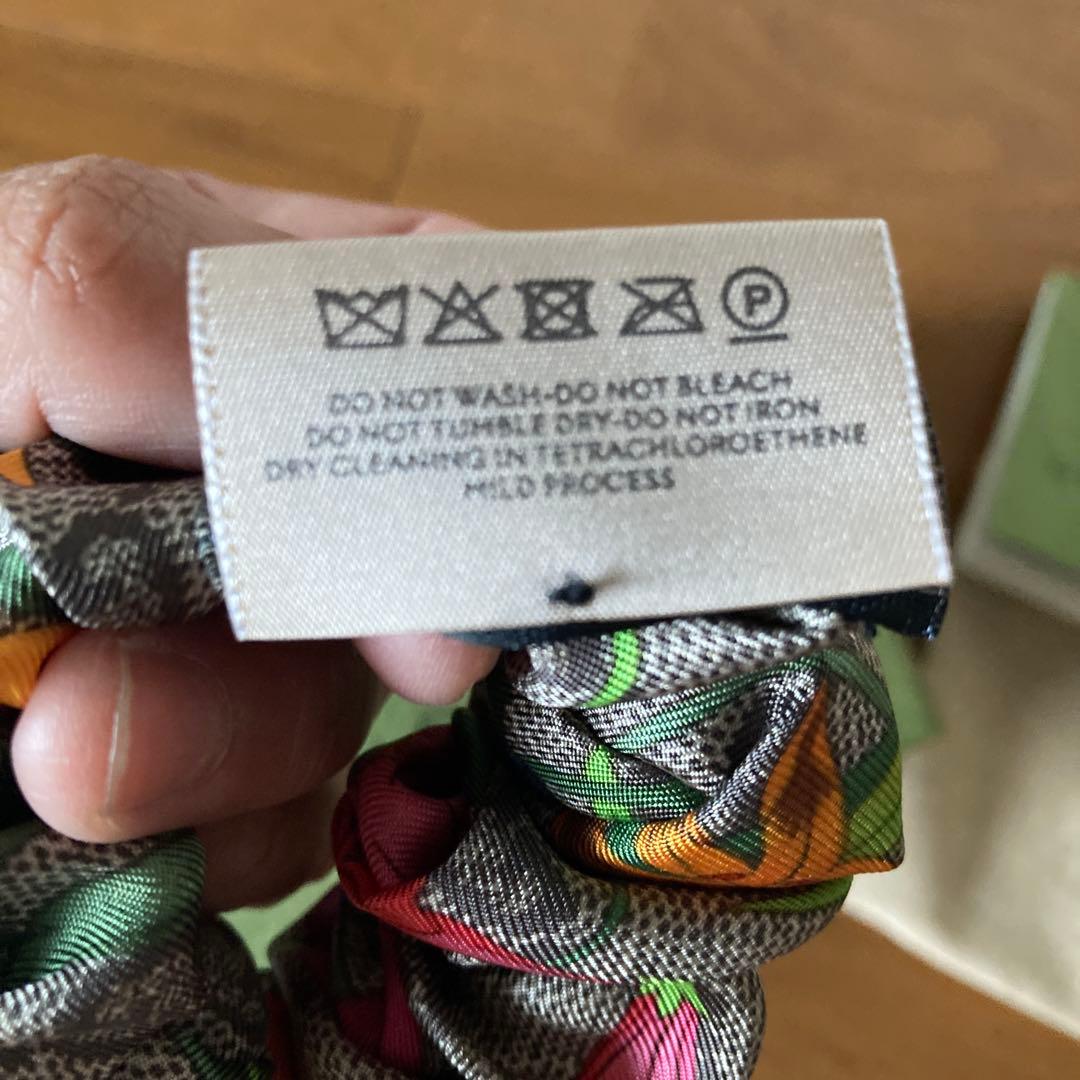 P
DO NOT WASH-DO NOT BLEACH
DO NOT TUMBLE DRY-DO NOT IRON
DRY CLEANING IN TETRACHLOROETHENE
MILD PROCESS